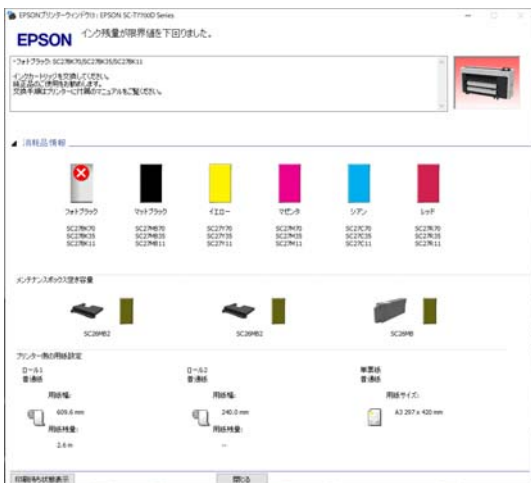 EPSONプリンターウィンドウ!3 : EPSON SC-T7700D Series
EPSON
インク残量が限界値を下回りました。
・フォトブラック: SC27BK70/SC27BK35/SC27BK11
インクカートリッジを交換してください。
純正品のご使用をお勧めします。
交換手順はプリンターに付属のマニュアルをご覧ください。
消耗品情報
フォトブラック マットブラック イエロー マゼンタ シアン レッド
SC27BK70 SC27MB70 SC27Y70 SC27M70 SC27C70 SC27R70
SC27BK35 SC27MB35 SC27Y35 SC27M35 SC27C35 SC27R35
SC27BK11 SC27MB11 SC27Y11 SC27M11 SC27C11 SC27R11
メンテナンスボックス空き容量
SC26MB2 SC26MB2 SC26MB
プリンター側の用紙設定
ロール1 ロール2 単票紙
普通紙 普通紙 普通紙
用紙幅: 用紙幅: 用紙サイズ:
609.6 mm 240.0 mm A3 297 x 420 mm
用紙残量: 用紙残量:
2.6 m --
印刷待ち状態表示 閉じる